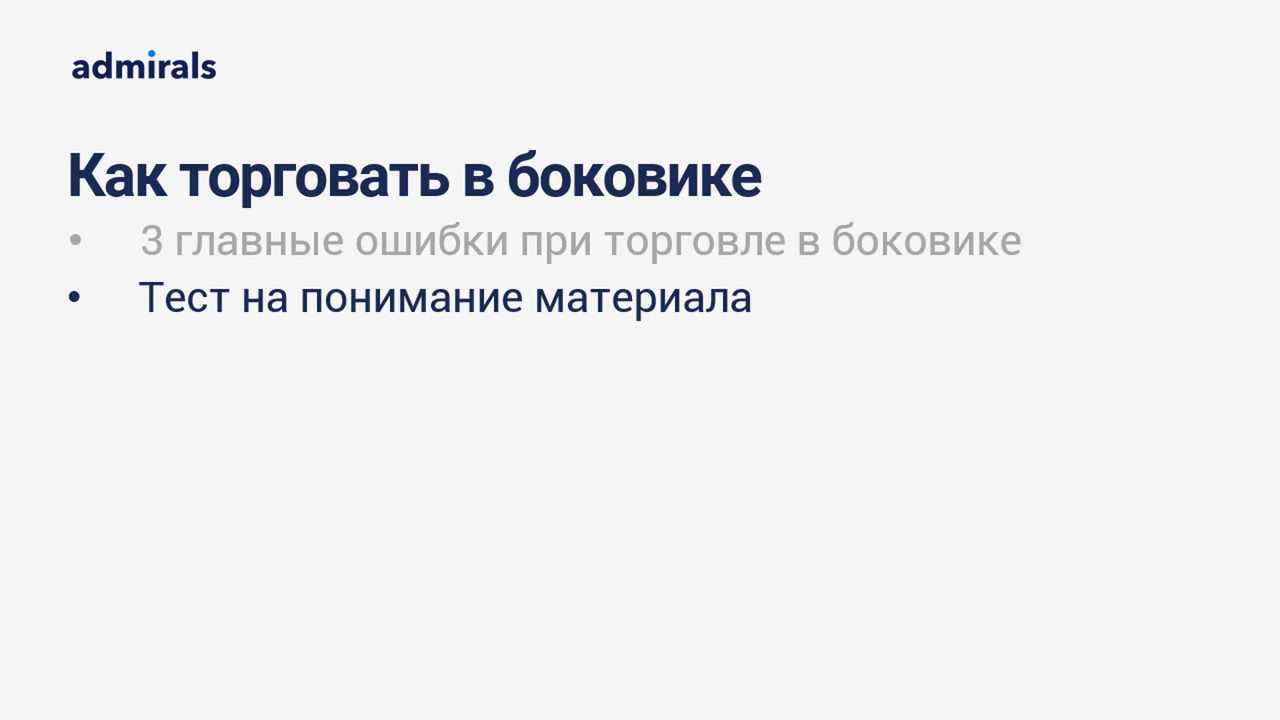 admirals
Как торговать в боковике
• 3 главные ошибки при торговле в боковике
• Тест на понимание материала